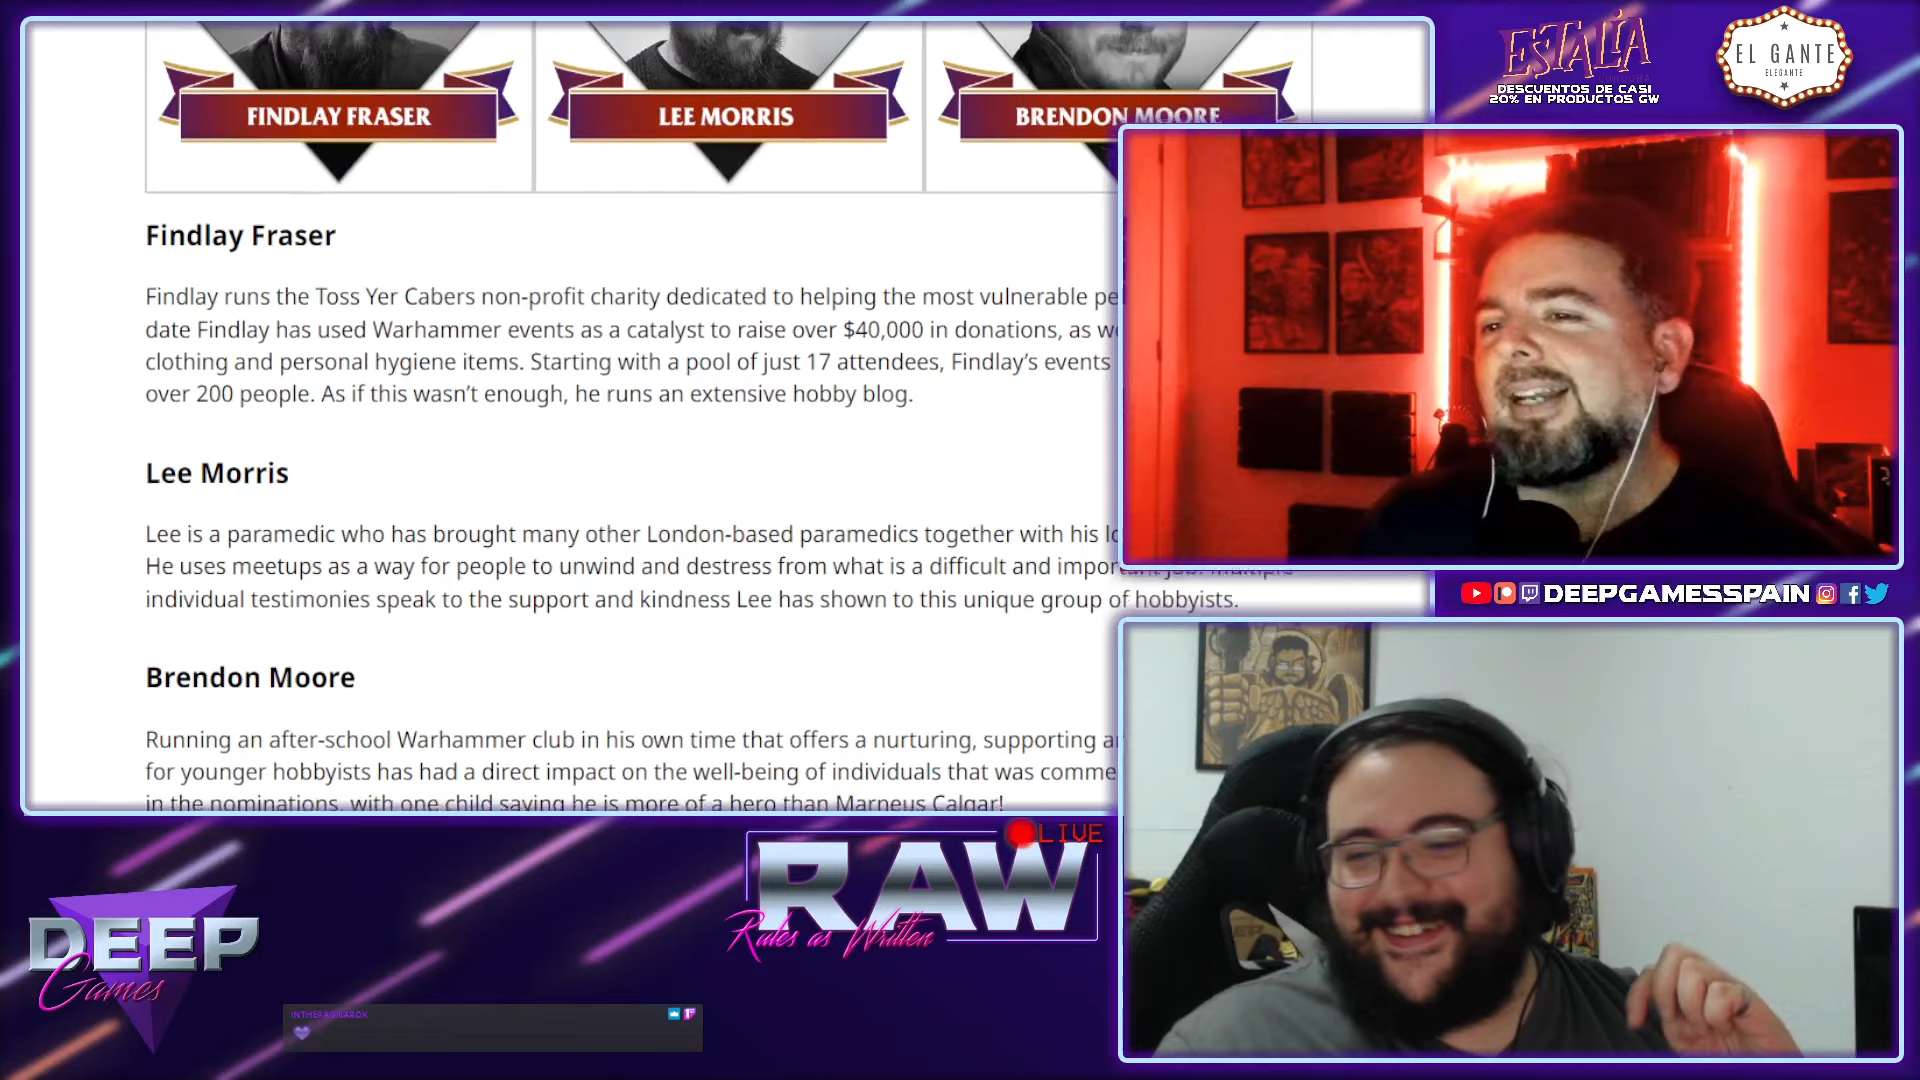 FINDLAY FRASER
LEE MORRIS
BRENDON MOORE
Findlay Fraser
Findlay runs the Toss Yer Cabers non-profit charity dedicated to helping the most vulnerable
date Findlay has used Warhammer events as a catalyst to raise over $40,000 in donations, as
clothing and personal hygiene items. Starting with a pool of just 17 attendees, Findlay’s events
over 200 people. As if this wasn’t enough, he runs an extensive hobby blog.
Lee Morris
Lee is a paramedic who has brought many other London-based paramedics together with his
He uses meetups as a way for people to unwind and destress from what is a difficult and important job. Multiple
individual testimonies speak to the support and kindness Lee has shown to this unique group of hobbyists.
Brendon Moore
Running an after-school Warhammer club in his own time that offers a nurturing, supporting
for younger hobbyists has had a direct impact on the well-being of individuals that was
in the nominations, with one child saying he is more of a hero than Marneus Calgar!
ESTALIA
CÓRDOBA
DESCUENTOS DE CASI
20% EN PRODUCTOS GW
EL GANTE
ELEGANTE
DEEPGAMESSPAIN
LIVE
RAW
Rules as Written
DEEP
Games
INTHERAGNAROK